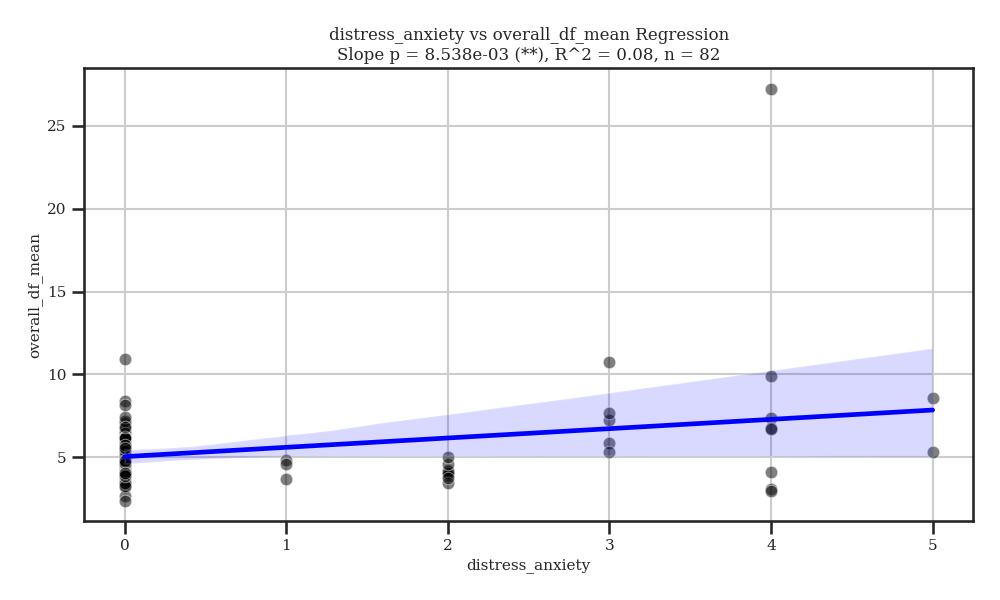 distress_anxiety vs overall_df_mean Regression
Slope p = 8.538e-03 (**), R^2 = 0.08, n = 82
25
20
15
10
5
overall_df_mean
0 1 2 3 4 5
distress_anxiety